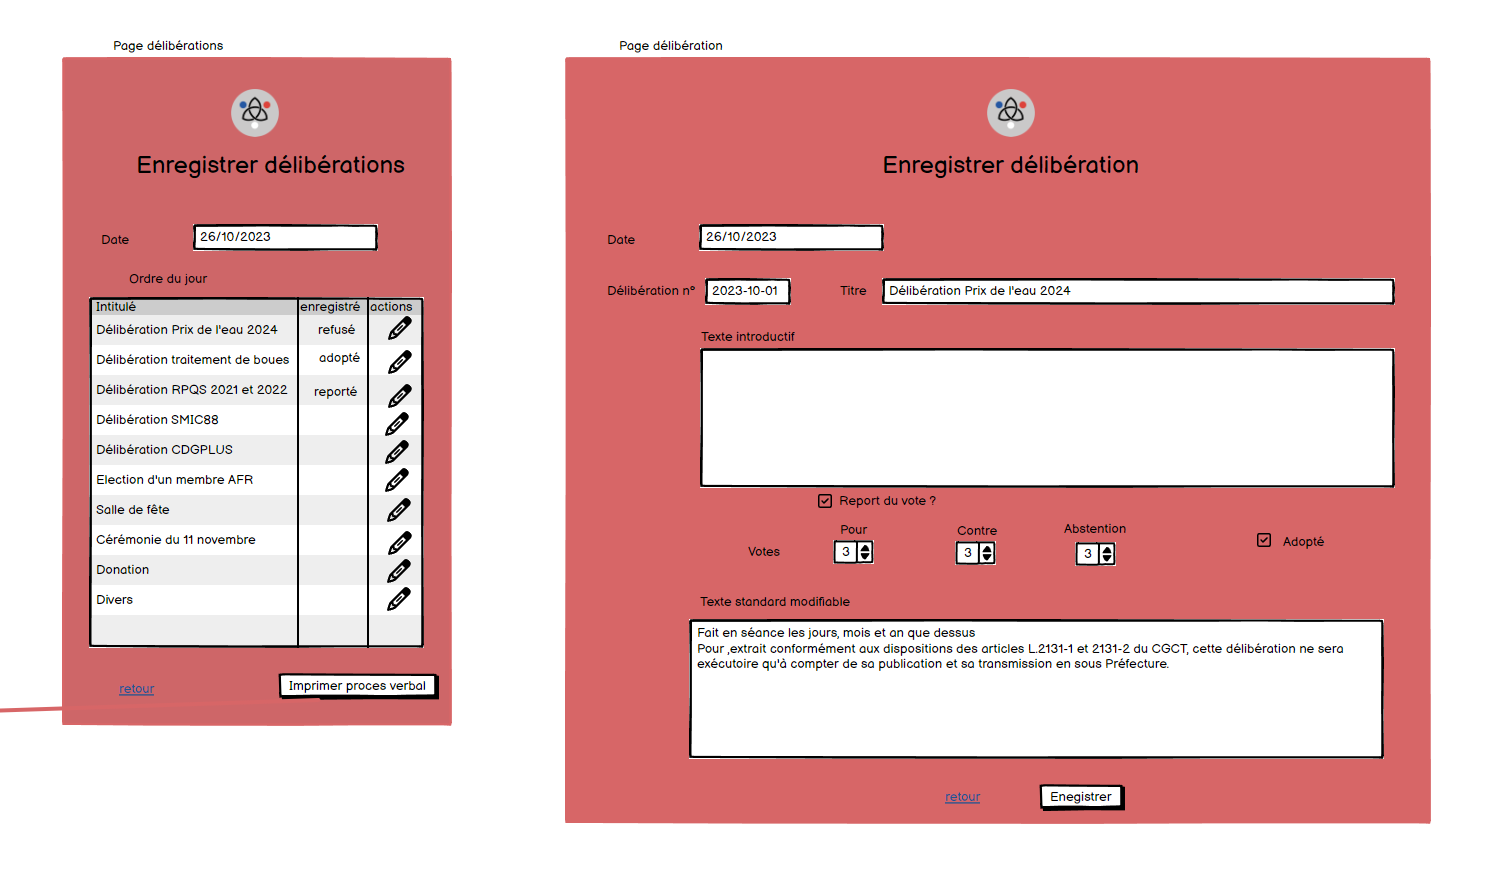 Page délibérations
Enregistrer délibérations
Date
26/10/2023
Ordre du jour
Intitulé enregistré actions
Délibération Prix de l'eau 2024 refusé
Délibération traitement de boues adopté
Délibération RPQS 2021 et 2022 reporté
Délibération SMIC88
Délibération CDGPLUS
Election d'un membre AFR
Salle de fête
Cérémonie du 11 novembre
Donation
Divers
retour
Imprimer proces verbal
Page délibération
Enregistrer délibération
Date
26/10/2023
Délibération n° 2023-10-01 Titre Délibération Prix de l'eau 2024
Texte introductif
Report du vote ?
Pour Contre Abstention
Votes 3 3 3 Adopté
Texte standard modifiable
Fait en séance les jours, mois et an que dessus
Pour ,extrait conformément aux dispositions des articles L.2131-1 et 2131-2 du CGCT, cette délibération ne sera
exécutoire qu'à compter de sa publication et sa transmission en sous Préfecture.
retour
Enegistrer